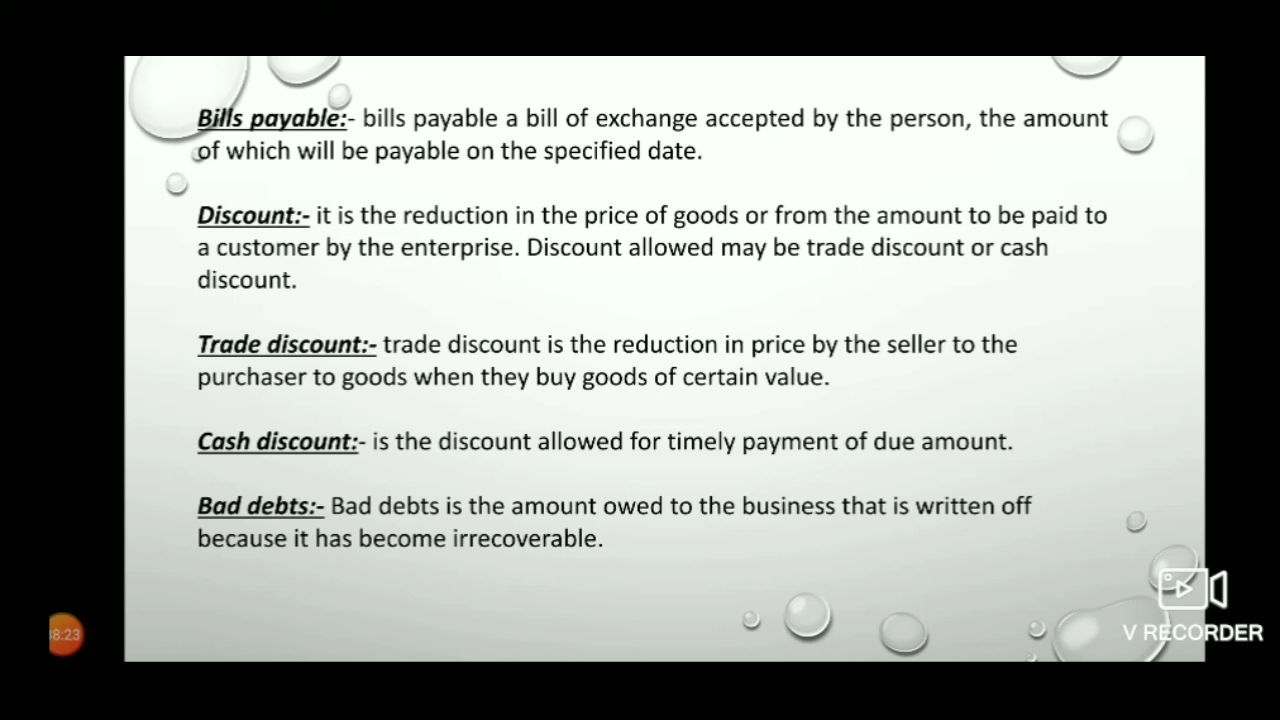 Bills payable:- bills payable a bill of exchange accepted by the person, the amount
of which will be payable on the specified date.
Discount:- it is the reduction in the price of goods or from the amount to be paid to
a customer by the enterprise. Discount allowed may be trade discount or cash
discount.
Trade discount:- trade discount is the reduction in price by the seller to the
purchaser to goods when they buy goods of certain value.
Cash discount:- is the discount allowed for timely payment of due amount.
Bad debts:- Bad debts is the amount owed to the business that is written off
because it has become irrecoverable.
8:23
V RECORDER